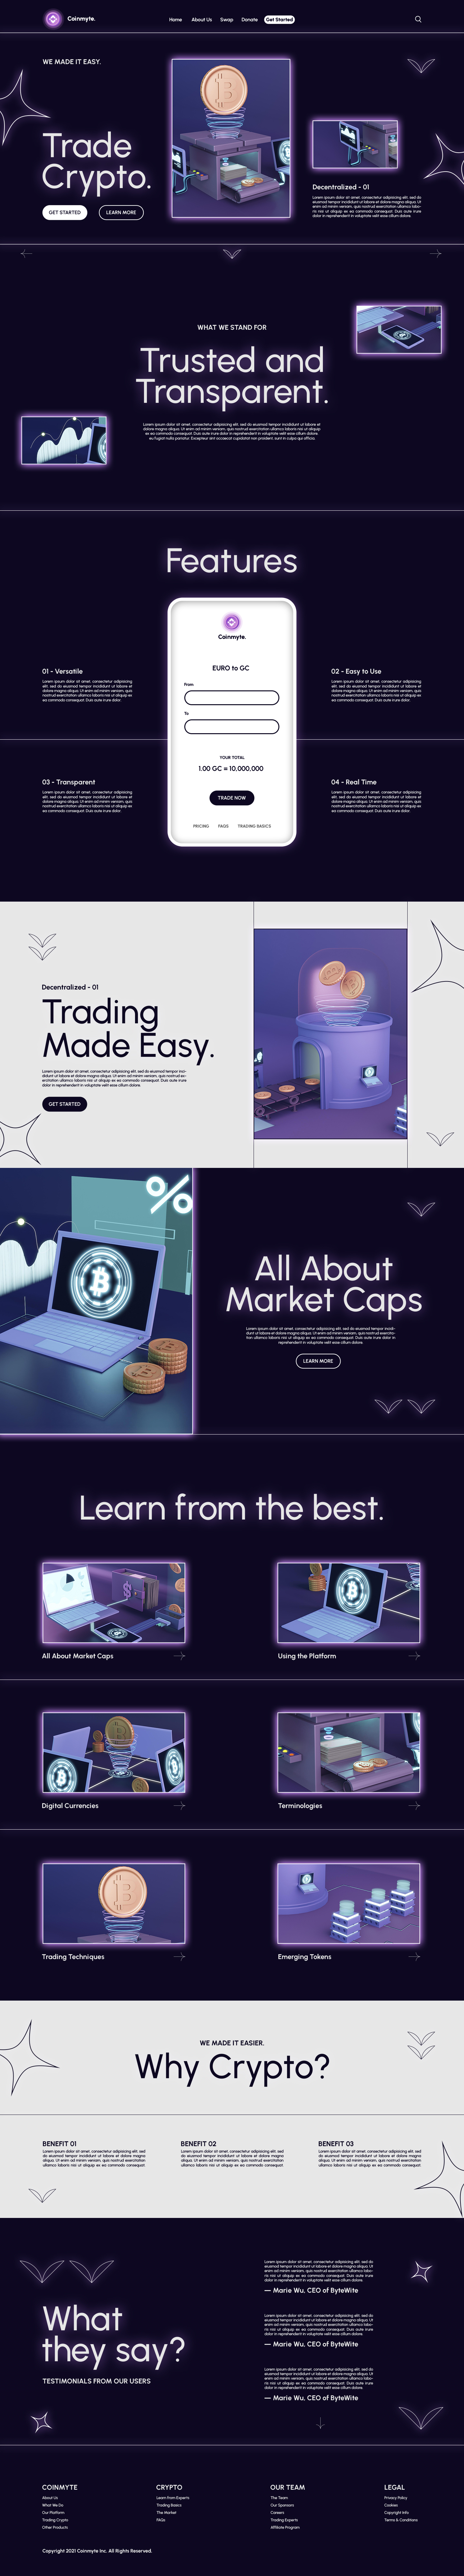 Coinmyte.
Home About Us Swap Donate Get Started
WE MADE IT EASY.
Trade
Crypto.
GET STARTED LEARN MORE
Decentralized - 01
Lorem ipsum dolor sit amet, consectetur adipisicing elit, sed do
eiusmod tempor incididunt ut labore et dolore magna aliqua. Ut
enim ad minim veniam, quis nostrud exercitation ullamco labo-
ris nisi ut aliquip ex ea commodo consequat. Duis aute irure
dolor in reprehenderit in voluptate velit esse cillum dolore.
WHAT WE STAND FOR
Trusted and
Transparent.
Lorem ipsum dolor sit amet, consectetur adipisicing elit, sed do eiusmod tempor incididunt ut labore et
dolore magna aliqua. Ut enim ad minim veniam, quis nostrud exercitation ullamco laboris nisi ut aliquip
ex ea commodo consequat. Duis aute irure dolor in reprehenderit in voluptate velit esse cillum dolore
eu fugiat nulla pariatur. Excepteur sint occaecat cupidatat non proident, sunt in culpa qui officia.
Features
Coinmyte.
EURO to GC
From
To
YOUR TOTAL
1.00 GC = 10,000,000
TRADE NOW
PRICING FAQS TRADING BASICS
01 - Versatile
Lorem ipsum dolor sit amet, consectetur adipisicing elit,
sed do eiusmod tempor incididunt ut labore et
dolore magna aliqua. Ut enim ad minim veniam, quis
nostrud exercitation ullamco laboris nisi ut aliquip ex
ea commodo consequat. Duis aute irure dolor.
02 - Easy to Use
Lorem ipsum dolor sit amet, consectetur adipisicing elit,
sed do eiusmod tempor incididunt ut labore et
dolore magna aliqua. Ut enim ad minim veniam, quis
nostrud exercitation ullamco laboris nisi ut aliquip ex
ea commodo consequat. Duis aute irure dolor.
03 - Transparent
Lorem ipsum dolor sit amet, consectetur adipisicing elit,
sed do eiusmod tempor incididunt ut labore et
dolore magna aliqua. Ut enim ad minim veniam, quis
nostrud exercitation ullamco laboris nisi ut aliquip ex
ea commodo consequat. Duis aute irure dolor.
04 - Real Time
Lorem ipsum dolor sit amet, consectetur adipisicing elit,
sed do eiusmod tempor incididunt ut labore et
dolore magna aliqua. Ut enim ad minim veniam, quis
nostrud exercitation ullamco laboris nisi ut aliquip ex
ea commodo consequat. Duis aute irure dolor.
Decentralized - 01
Trading
Made Easy.
Lorem ipsum dolor sit amet, consectetur adipisicing elit, sed do eiusmod tempor inci-
didunt ut labore et dolore magna aliqua. Ut enim ad minim veniam, quis nostrud ex-
ercitation ullamco laboris nisi ut aliquip ex ea commodo consequat. Duis aute irure
dolor in reprehenderit in voluptate velit esse cillum dolore.
GET STARTED
%
All About
Market Caps
Lorem ipsum dolor sit amet, consectetur adipisicing elit, sed do eiusmod tempor incidi-
dunt ut labore et dolore magna aliqua. Ut enim ad minim veniam, quis nostrud exercita-
tion ullamco laboris nisi ut aliquip ex ea commodo consequat. Duis aute irure dolor in
reprehenderit in voluptate velit esse cillum dolore.
LEARN MORE
Learn from the best.
All About Market Caps
Using the Platform
Digital Currencies
Terminologies
Trading Techniques
Emerging Tokens
WE MADE IT EASIER.
Why Crypto?
BENEFIT 01
Lorem ipsum dolor sit amet, consectetur adipisicing elit, sed
do eiusmod tempor incididunt ut labore et dolore magna
aliqua. Ut enim ad minim veniam, quis nostrud exercitation
ullamco laboris nisi ut aliquip ex ea commodo consequat.
BENEFIT 02
Lorem ipsum dolor sit amet, consectetur adipisicing elit, sed
do eiusmod tempor incididunt ut labore et dolore magna
aliqua. Ut enim ad minim veniam, quis nostrud exercitation
ullamco laboris nisi ut aliquip ex ea commodo consequat.
BENEFIT 03
Lorem ipsum dolor sit amet, consectetur adipisicing elit, sed
do eiusmod tempor incididunt ut labore et dolore magna
aliqua. Ut enim ad minim veniam, quis nostrud exercitation
ullamco laboris nisi ut aliquip ex ea commodo consequat.
What
they say?
TESTIMONIALS FROM OUR USERS
Lorem ipsum dolor sit amet, consectetur adipisicing elit, sed do
eiusmod tempor incididunt ut labore et dolore magna aliqua. Ut
enim ad minim veniam, quis nostrud exercitation ullamco labo-
ris nisi ut aliquip ex ea commodo consequat. Duis aute irure
dolor in reprehenderit in voluptate velit esse cillum dolore.
— Marie Wu, CEO of ByteWite
Lorem ipsum dolor sit amet, consectetur adipisicing elit, sed do
eiusmod tempor incididunt ut labore et dolore magna aliqua. Ut
enim ad minim veniam, quis nostrud exercitation ullamco labo-
ris nisi ut aliquip ex ea commodo consequat. Duis aute irure
dolor in reprehenderit in voluptate velit esse cillum dolore.
— Marie Wu, CEO of ByteWite
Lorem ipsum dolor sit amet, consectetur adipisicing elit, sed do
eiusmod tempor incididunt ut labore et dolore magna aliqua. Ut
enim ad minim veniam, quis nostrud exercitation ullamco labo-
ris nisi ut aliquip ex ea commodo consequat. Duis aute irure
dolor in reprehenderit in voluptate velit esse cillum dolore.
— Marie Wu, CEO of ByteWite
COINMYTE
About Us
What We Do
Our Platform
Trading Crypto
Other Products
CRYPTO
Learn from Experts
Trading Basics
The Market
FAQs
OUR TEAM
The Team
Our Sponsors
Careers
Trading Experts
Affiliate Program
LEGAL
Privacy Policy
Cookies
Copyright Info
Terms & Conditions
Copyright 2021 Coinmyte Inc. All Rights Reserved.